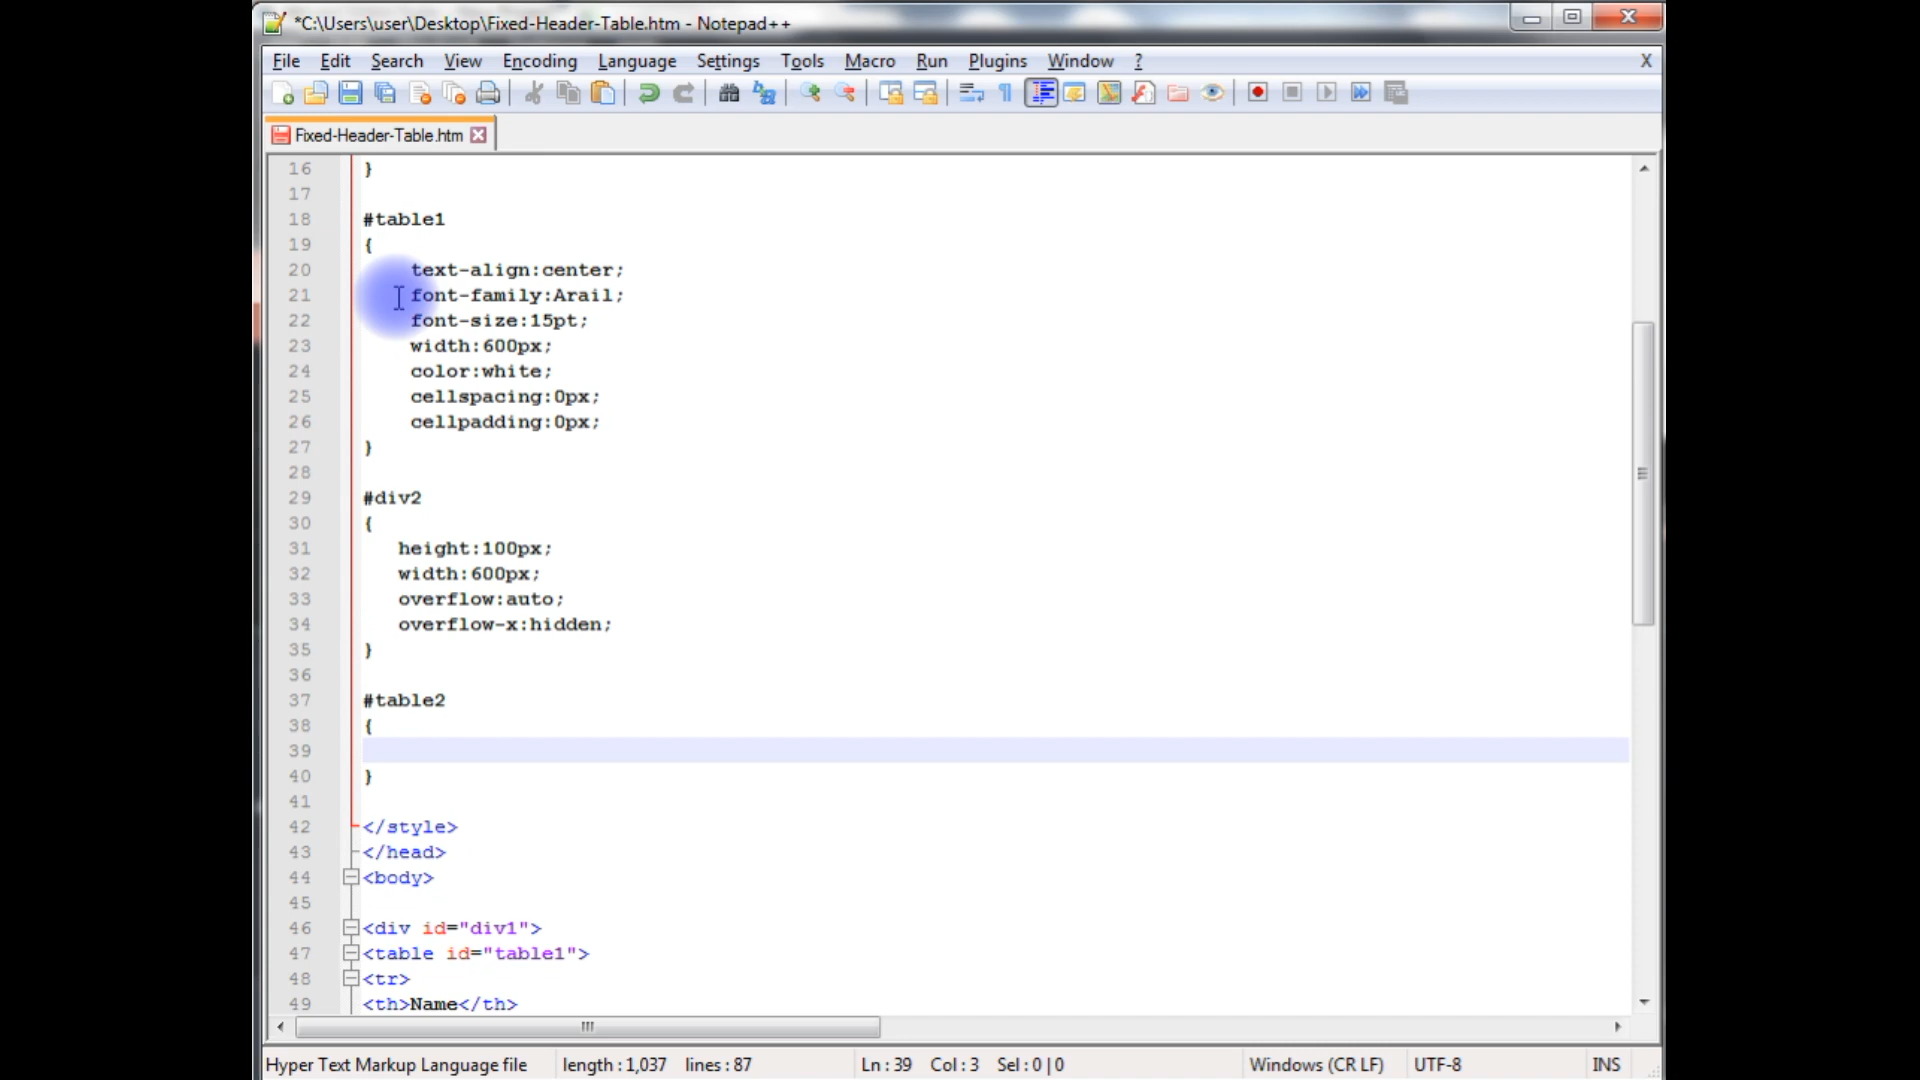 *C:\Users\user\Desktop\Fixed-Header-Table.htm - Notepad++
File Edit Search View Encoding Language Settings Tools Macro Run Plugins Window ? X
Fixed-Header-Table.htm
16 }
17
18 #table1
19 {
20 text-align:center;
21 font-family:Arail;
22 font-size:15pt;
23 width:600px;
24 color:white;
25 cellspacing:0px;
26 cellpadding:0px;
27 }
28
29 #div2
30 {
31 height:100px;
32 width:600px;
33 overflow:auto;
34 overflow-x:hidden;
35 }
36
37 #table2
38 {
39
40 }
41
42 </style>
43 </head>
44 <body>
45
46 <div id="div1">
47 <table id="table1">
48 <tr>
49 <th>Name</th>
Hyper Text Markup Language file length : 1,037 lines : 87 Ln : 39 Col : 3 Sel : 0 | 0 Windows (CR LF) UTF-8 INS